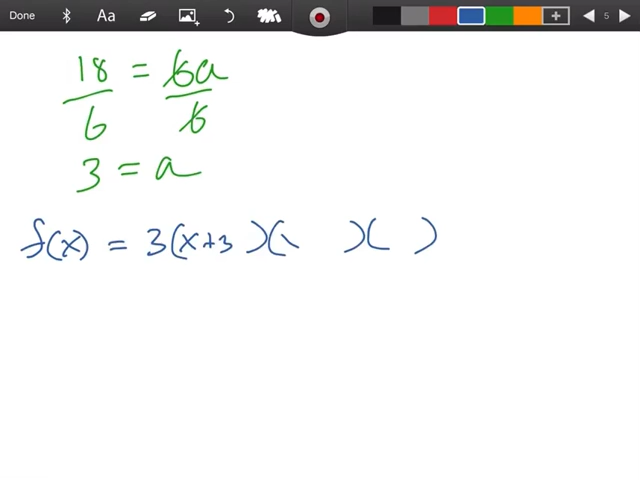 Done Aa 5
18 = 6a
6 6
3 = a
f(x) = 3(x+3 )(\ )( )